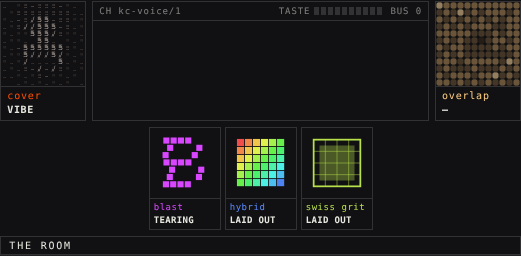 CH kc-voice/1 TASTE BUS 0
cover
VIBE
overlap
—
blast
TEARING
hybrid
LAID OUT
swiss grit
LAID OUT
THE ROOM